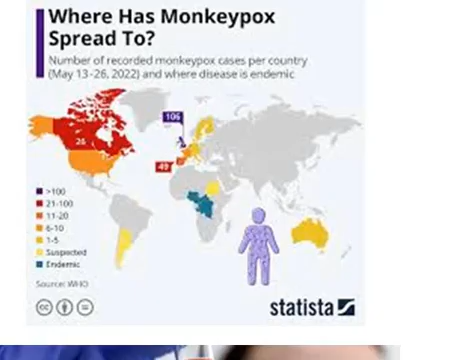 Where Has Monkeypox
Spread To?
Number of recorded monkeypox cases per country
(May 13-26, 2022) and where disease is endemic
106
26
49
>100
21-100
11-20
6-10
1-5
Suspected
Endemic
Source: WHO
cc
statista